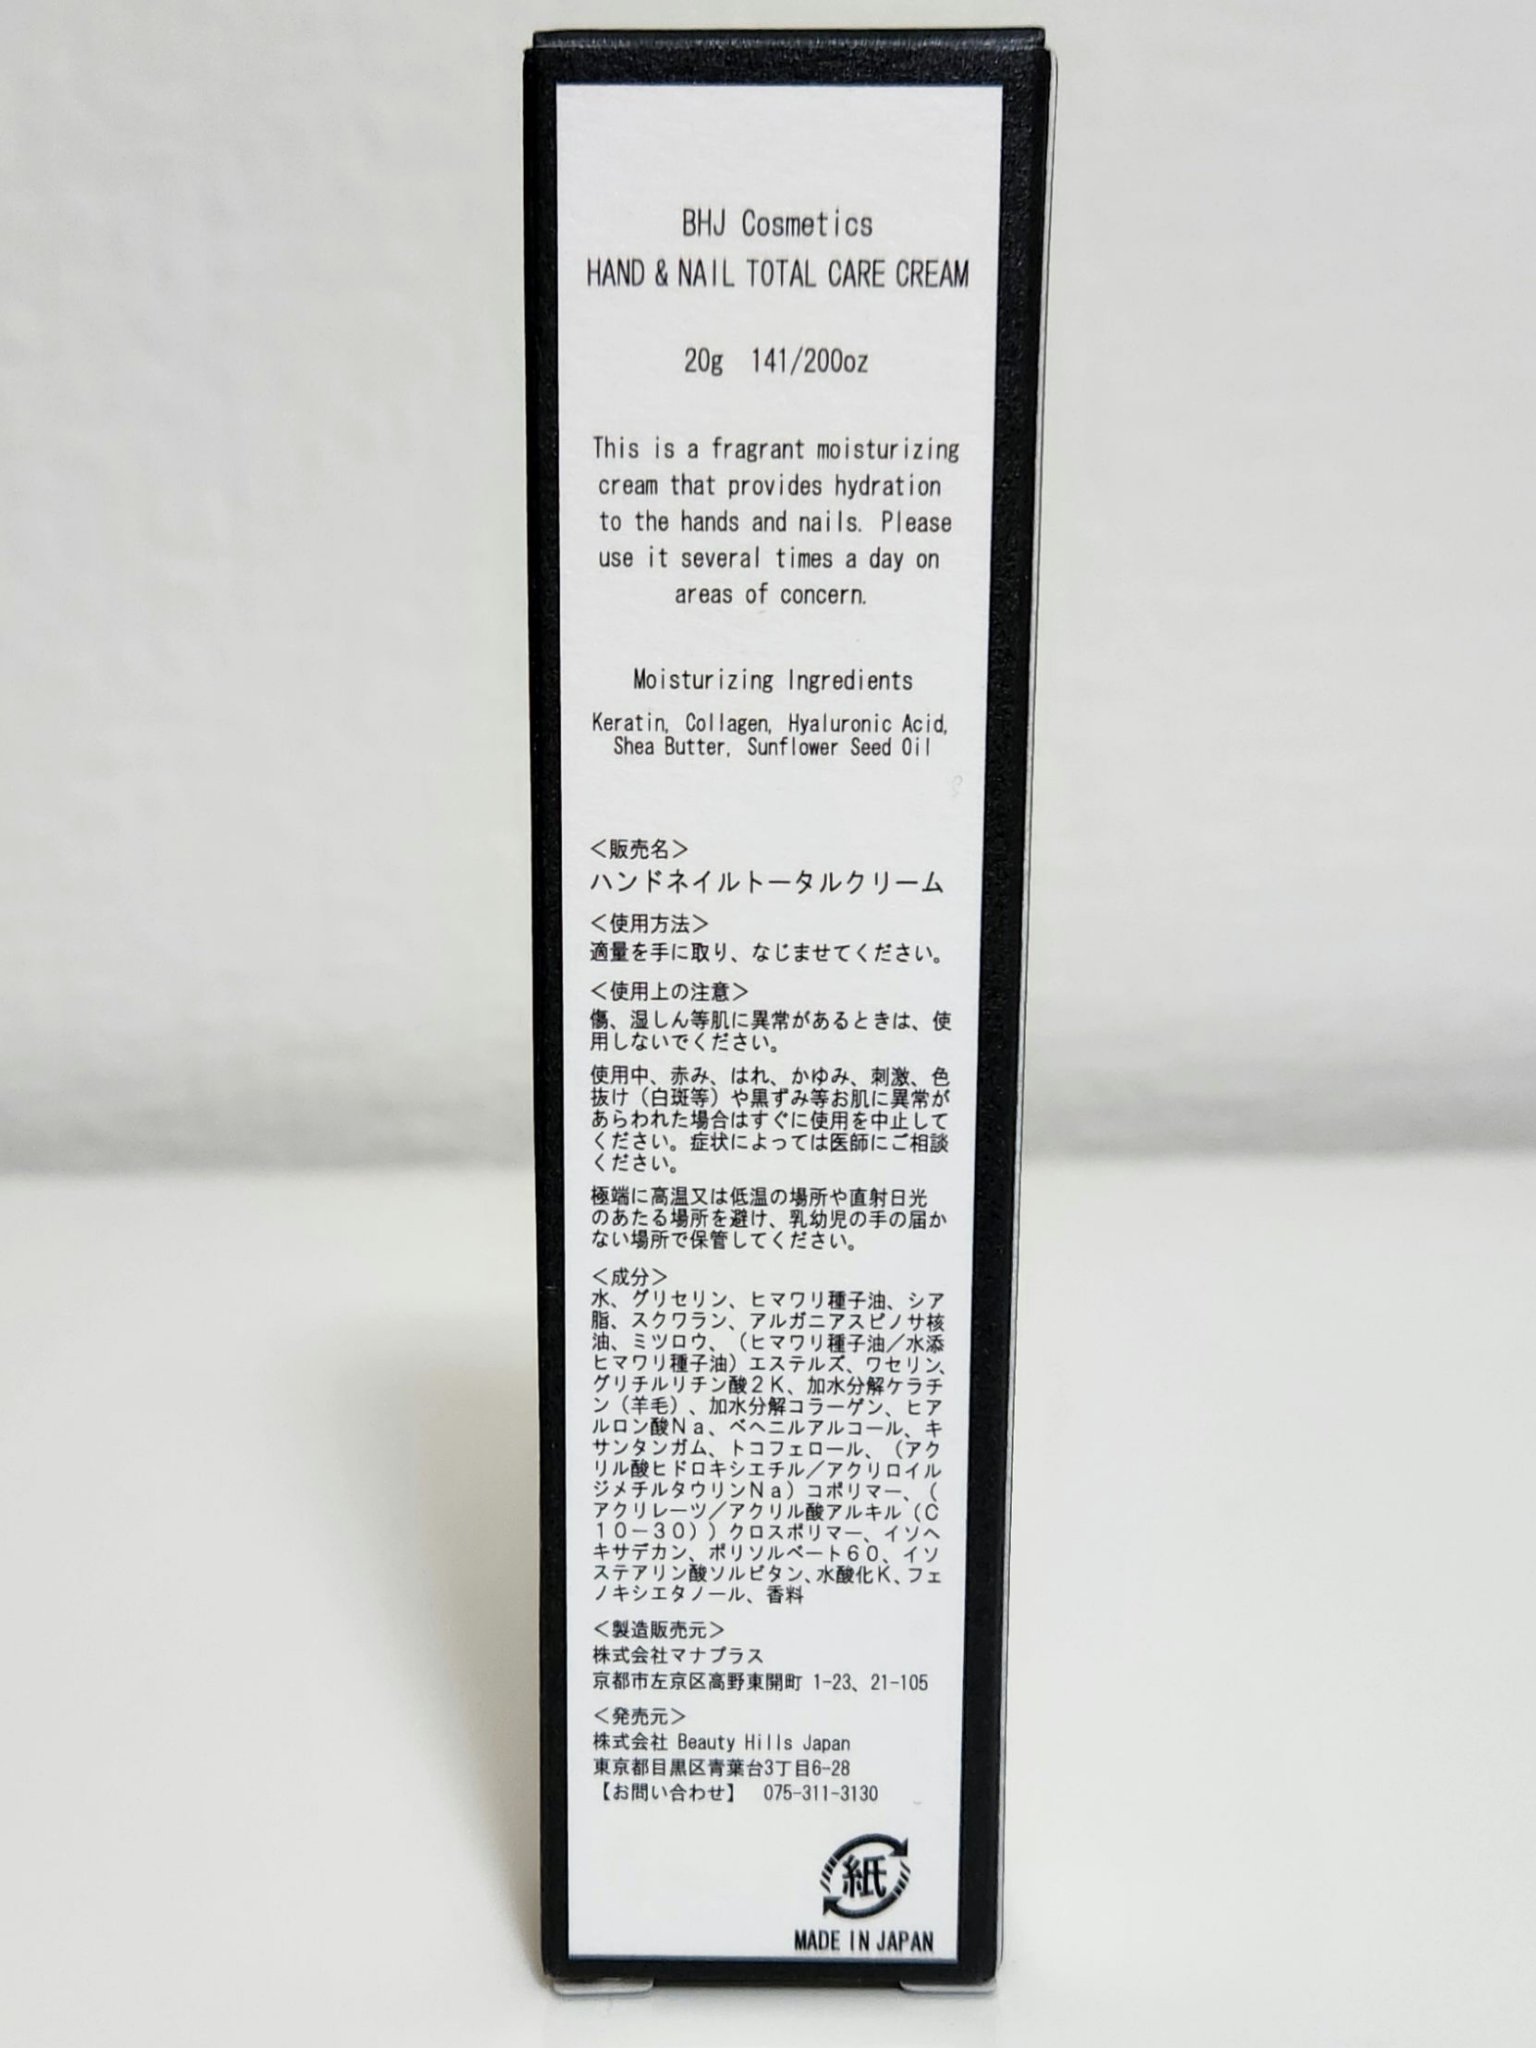 BHJ Cosmetics
HAND & NAIL TOTAL CARE CREAM
20g 141/200oz
This is a fragrant moisturizing
cream that provides hydration
to the hands and nails. Please
use it several times a day on
areas of concern.
Moisturizing Ingredients
Keratin, Collagen, Hyaluronic Acid,
Shea Butter, Sunflower Seed Oil
＜販売名＞
ハンドネイルトータルクリーム
＜使用方法＞
適量を手に取り、なじませてください。
＜使用上の注意＞
傷、湿しん等肌に異常があるときは、使
用しないでください。
使用中、赤み、はれ、かゆみ、刺激、色
抜け（白斑等）や黒ずみ等お肌に異常が
あらわれた場合はすぐに使用を中止して
ください。症状によっては医師にご相談
ください。
極端に高温又は低温の場所や直射日光
のあたる場所を避け、乳幼児の手の届か
ない場所で保管してください。
＜成分＞
水、グリセリン、ヒマワリ種子油、シア
脂、スクワラン、アルガニアスピノサ核
油、ミツロウ、（ヒマワリ種子油／水添
ヒマワリ種子油）エステルズ、ワセリン、
グリチルリチン酸２Ｋ、加水分解ケラチ
ン（羊毛）、加水分解コラーゲン、ヒア
ルロン酸Ｎａ、ベヘニルアルコール、キ
サンタンガム、トコフェロール、（アク
リル酸ヒドロキシエチル／アクリロイル
ジメチルタウリンＮａ）コポリマー、（
アクリレーツ／アクリル酸アルキル（Ｃ
１０－３０））クロスポリマー、イソヘ
キサデカン、ポリソルベート６０、イソ
ステアリン酸ソルビタン、水酸化Ｋ、フェ
ノキシエタノール、香料
＜製造販売元＞
株式会社マナプラス
京都市左京区高野東開町 1-23、21-105
＜発売元＞
株式会社 Beauty Hills Japan
東京都目黒区青葉台3丁目6-28
【お問い合わせ】 075-311-3130
紙
MADE IN JAPAN